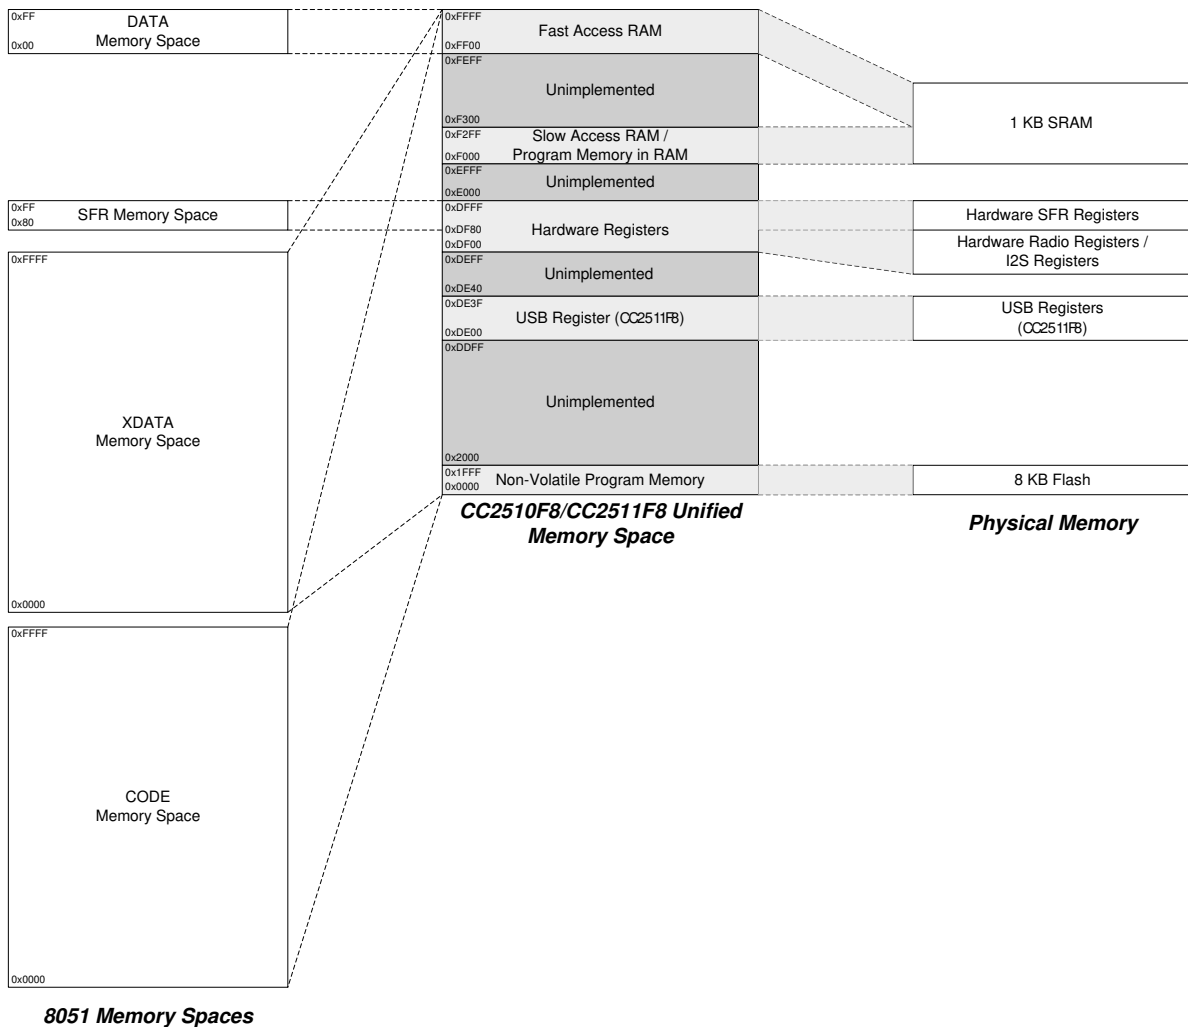 0xFF
DATA
Memory Space
0x00
0xFF
SFR Memory Space
0x80
0xFFFF
XDATA
Memory Space
0x0000
0xFFFF
CODE
Memory Space
0x0000
8051 Memory Spaces
0xFFFF
Fast Access RAM
0xFF00
0xFEFF
Unimplemented
0xF300
0xF2FF
Slow Access RAM /
Program Memory in RAM
0xF000
0xEFFF
Unimplemented
0xE000
0xDFFF
0xDF80
Hardware Registers
0xDF00
0xDEFF
Unimplemented
0xDE40
0xDE3F
USB Register (CC2511F8)
0xDE00
0xDDFF
Unimplemented
0x2000
0x1FFF
Non-Volatile Program Memory
0x0000
CC2510F8/CC2511F8 Unified
Memory Space
1 KB SRAM
Hardware SFR Registers
Hardware Radio Registers /
I2S Registers
USB Registers
(CC2511F8)
8 KB Flash
Physical Memory